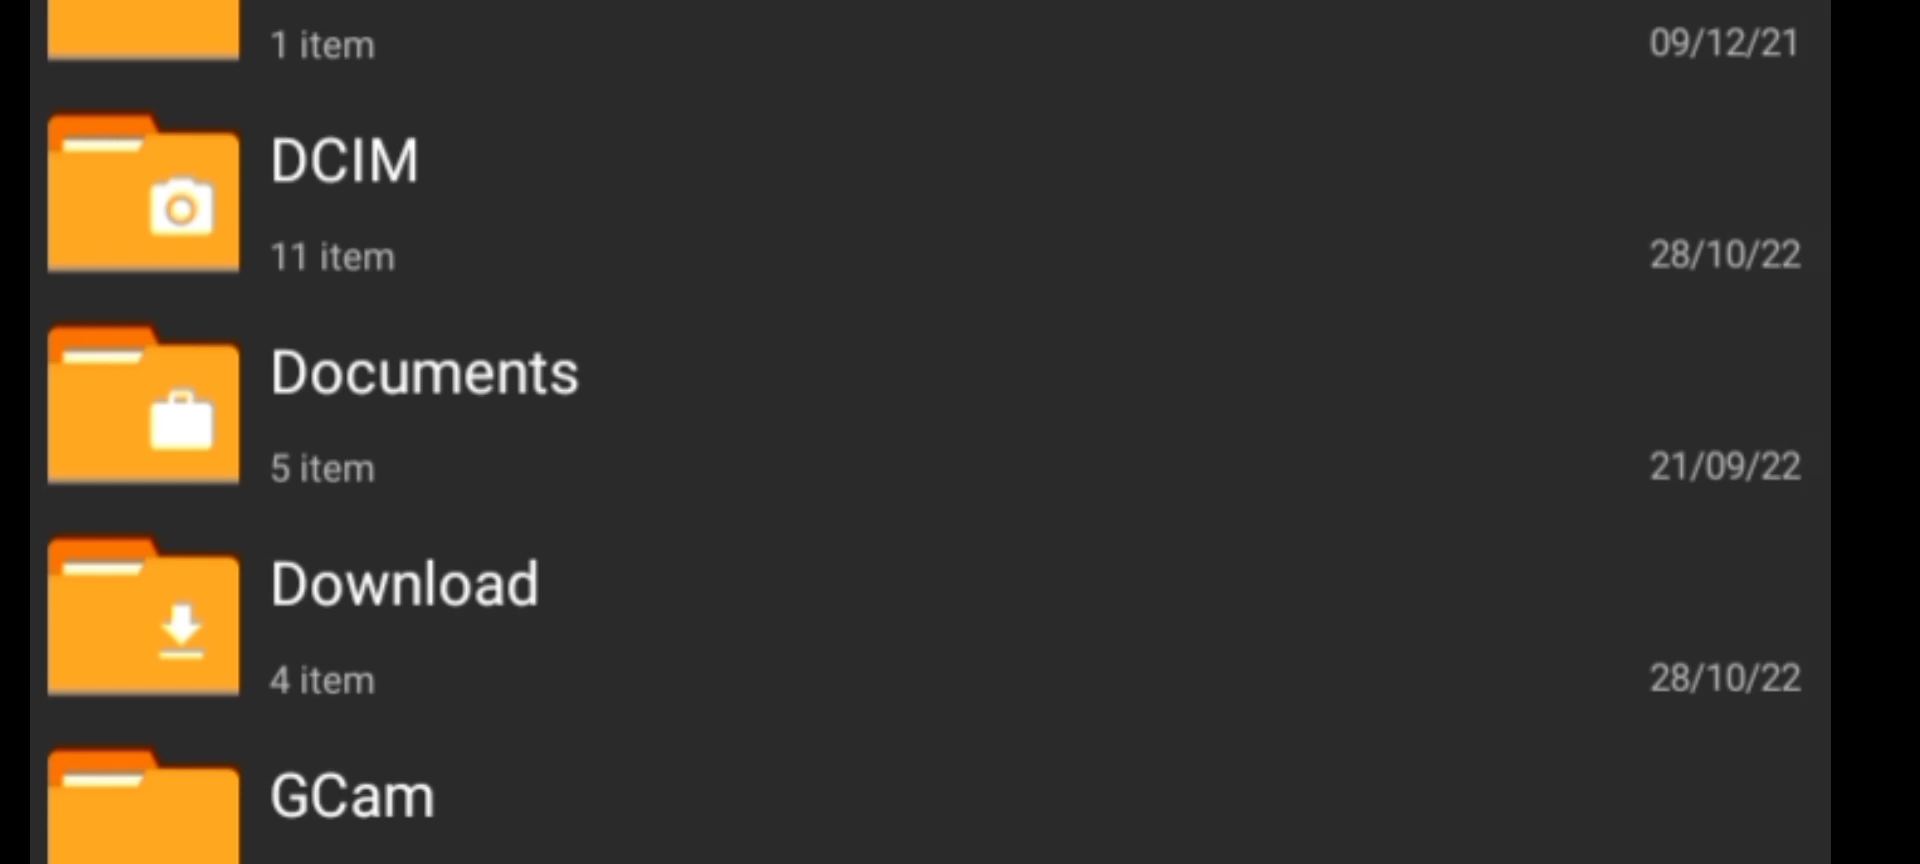 1 item 09/12/21
DCIM
11 item 28/10/22
Documents
5 item 21/09/22
Download
4 item 28/10/22
GCam